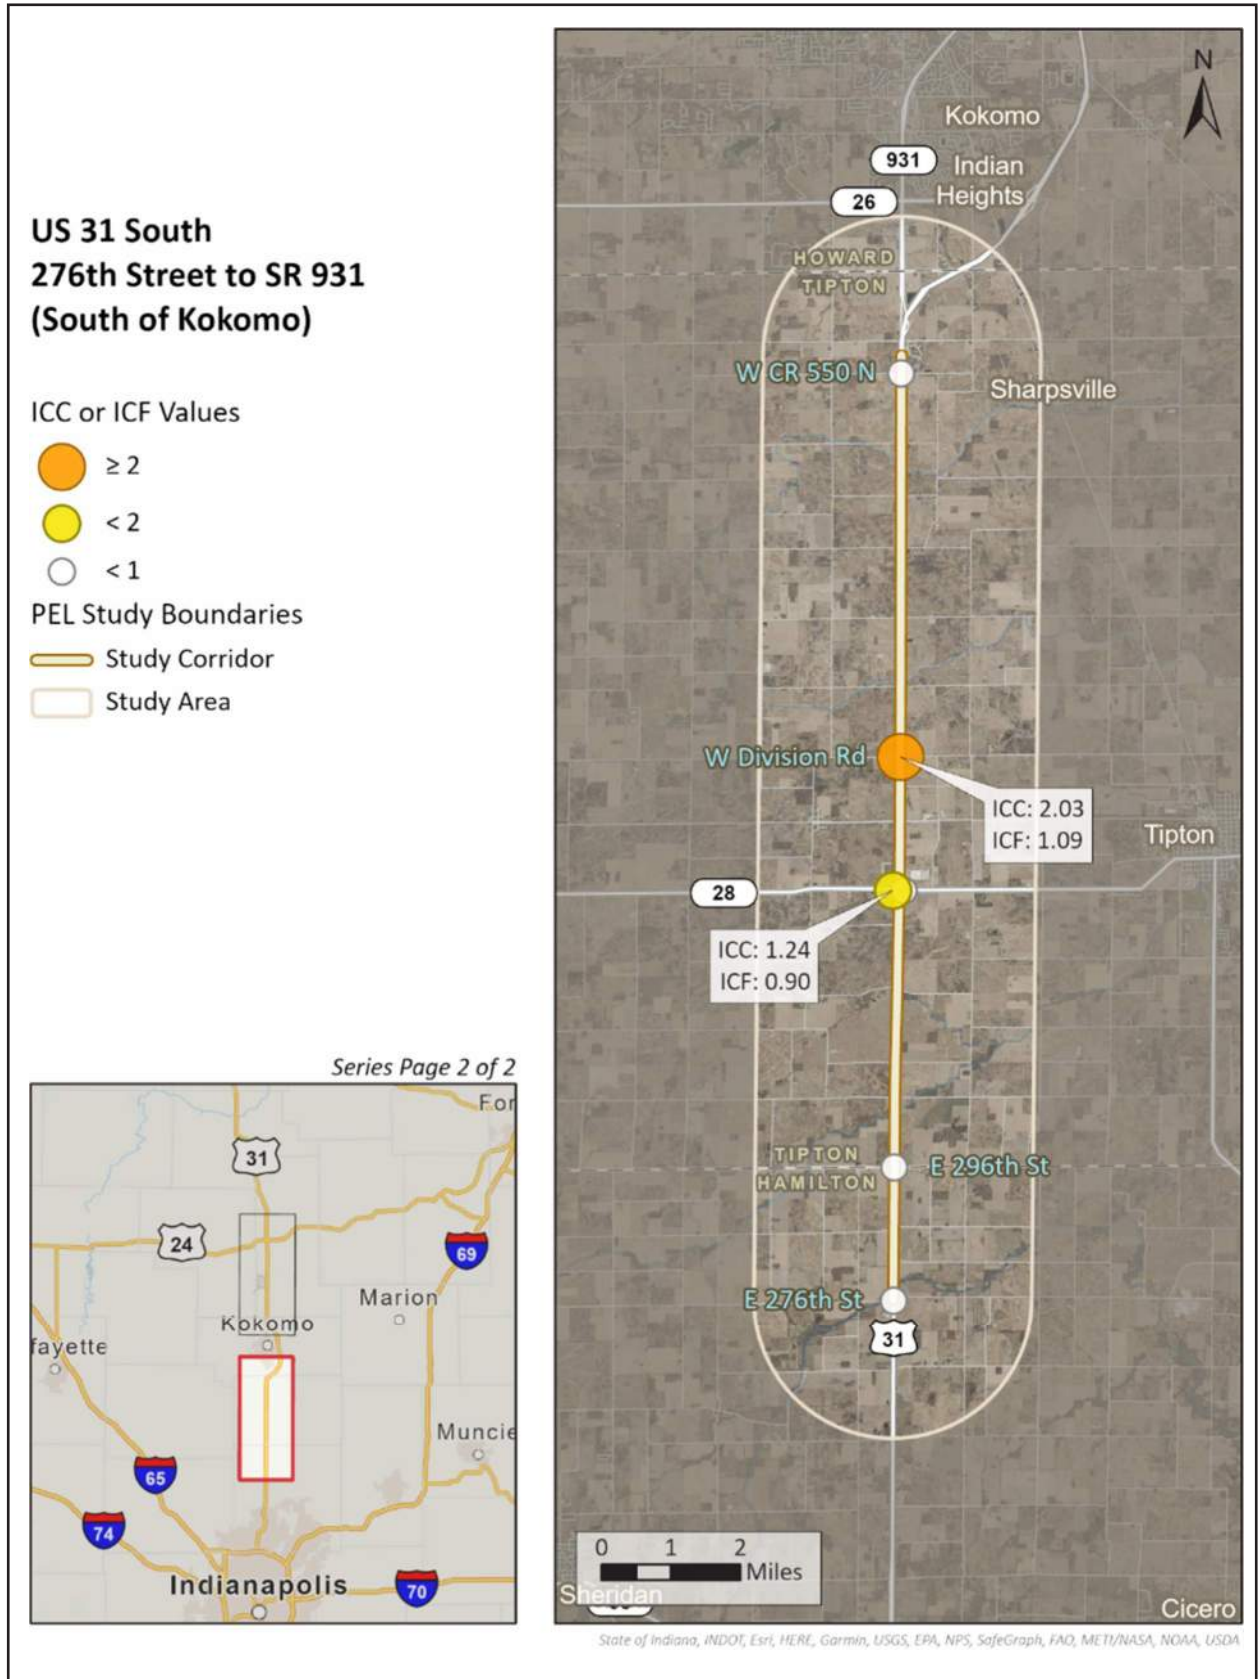 US 31 South
276th Street to SR 931
(South of Kokomo)
ICC or ICF Values
≥ 2
< 2
< 1
PEL Study Boundaries
Study Corridor
Study Area
Series Page 2 of 2
For
31
24
69
Marion
Kokomo
fayette
Muncie
65
74
Indianapolis
70
N
Kokomo
931
Indian
Heights
26
HOWARD
TIPTON
W CR 550 N
Sharpsville
W Division Rd
ICC: 2.03
ICF: 1.09
Tipton
28
ICC: 1.24
ICF: 0.90
TIPTON
HAMILTON
E 296th St
E 276th St
31
0 1 2
Miles
Sheridan
Cicero
State of Indiana, INDOT, Esri, HERE, Garmin, USGS, EPA, NPS, SafeGraph, FAO, METI/NASA, NOAA, USDA